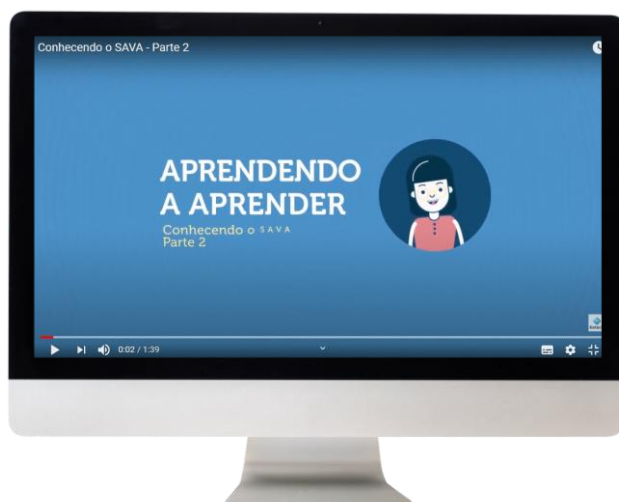 Conhecendo o SAVA - Parte 2
APRENDENDO
A APRENDER
Conhecendo o SAVA
Parte 2
0:02 / 1:39